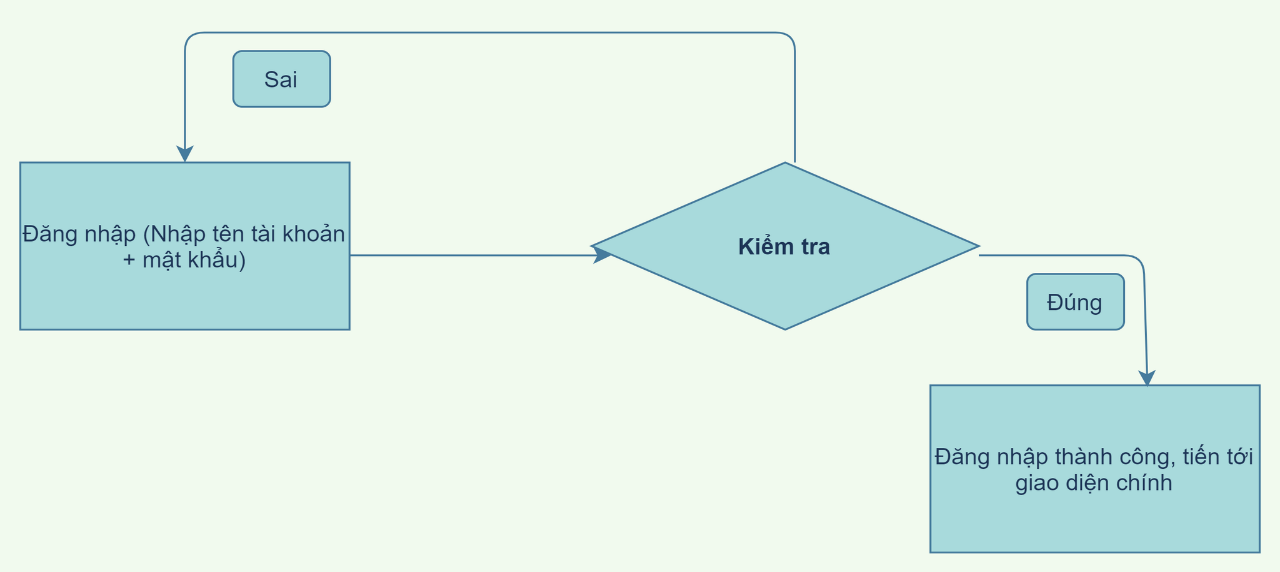 Sai
Đăng nhập (Nhập tên tài khoản
+ mật khẩu)
Kiểm tra
Đúng
Đăng nhập thành công, tiến tới
giao diện chính